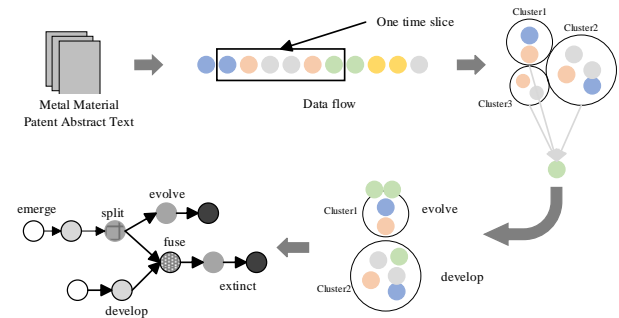 One time slice
Metal Material
Patent Abstract Text
Data flow
Cluster1
Cluster2
Cluster3
emerge
split
evolve
fuse
extinct
develop
Cluster1
evolve
Cluster2
develop